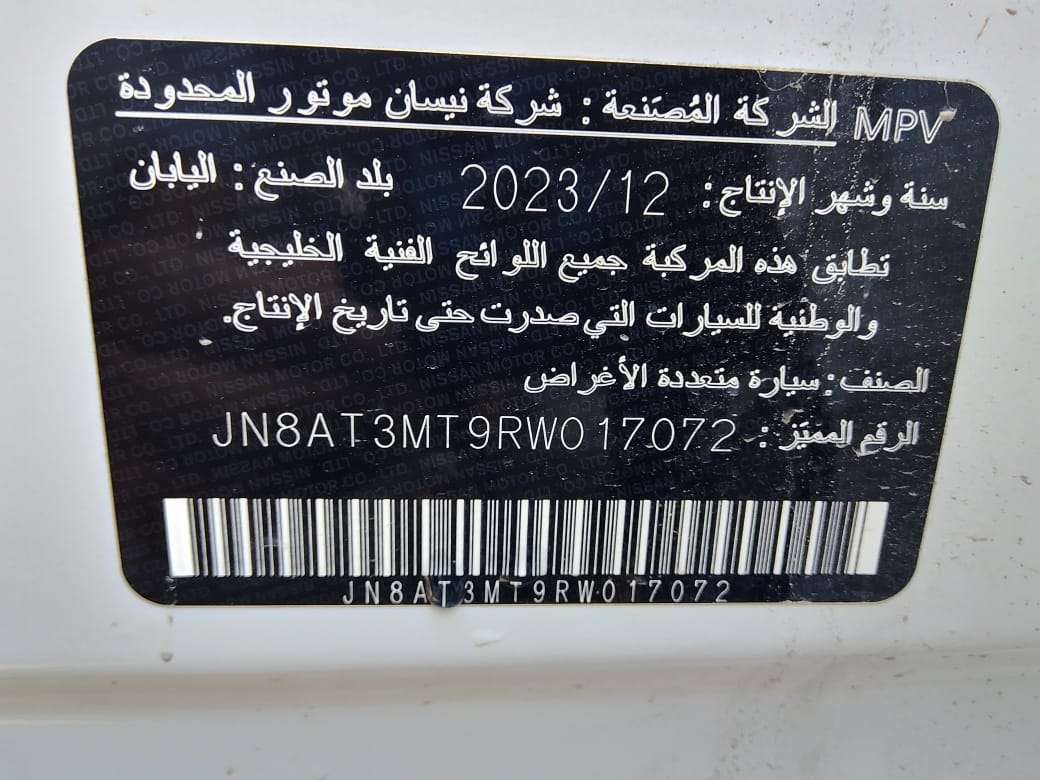 MPV الشركة المُصَنعة : شركة نيسان موتور المحدودة
سنة وشهر الإنتاج : 2023/12 بلد الصنع : اليابان
تطابق هذه المركبة جميع اللوائح الفنية الخليجية
والوطنية للسيارات التي صدرت حتى تاريخ الإنتاج.
الصنف : سيارة متعددة الأغراض
الرقم المميَز : JN8AT3MT9RW017072
JN8AT3MT9RW017072